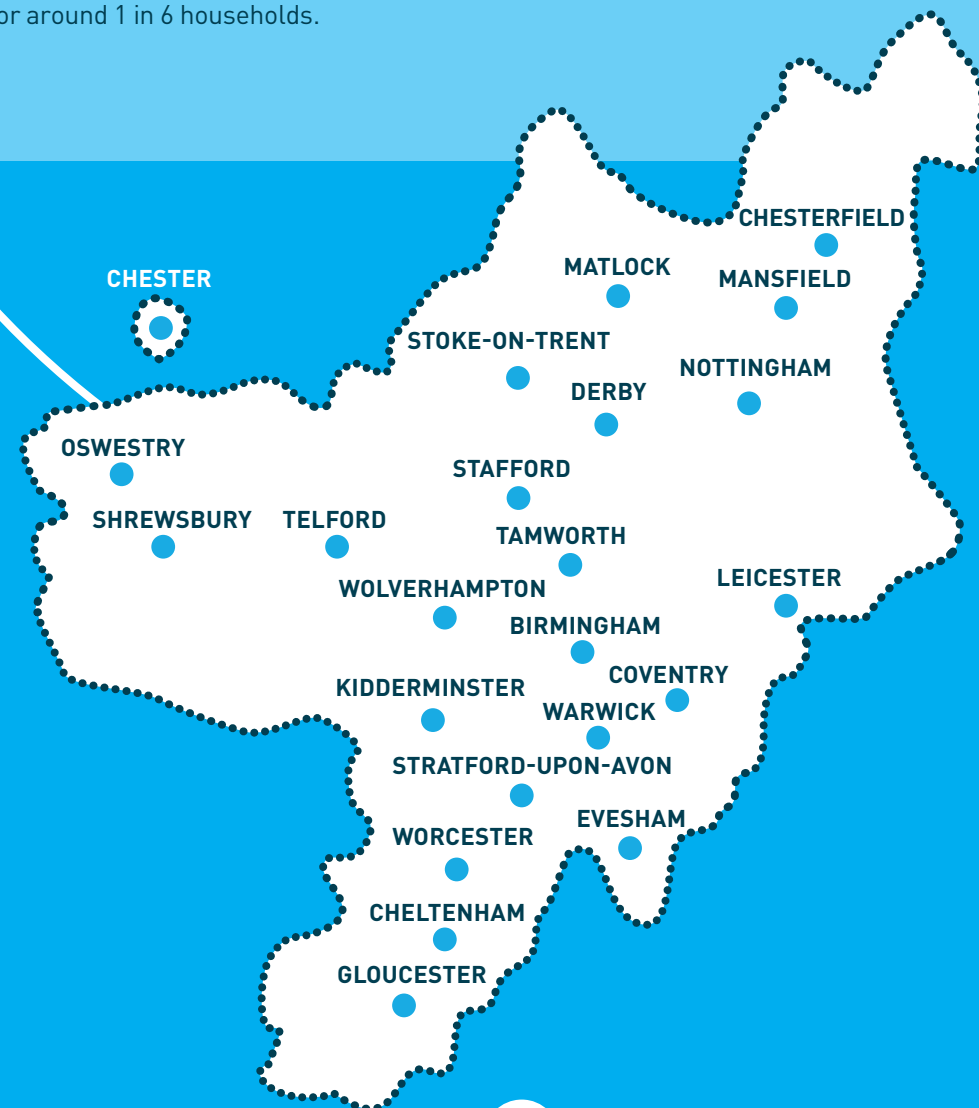 or around 1 in 6 households.
CHESTERFIELD
MATLOCK
MANSFIELD
CHESTER
STOKE-ON-TRENT
NOTTINGHAM
DERBY
OSWESTRY
STAFFORD
SHREWSBURY
TELFORD
TAMWORTH
LEICESTER
WOLVERHAMPTON
BIRMINGHAM
COVENTRY
KIDDERMINSTER
WARWICK
STRATFORD-UPON-AVON
EVESHAM
WORCESTER
CHELTENHAM
GLOUCESTER